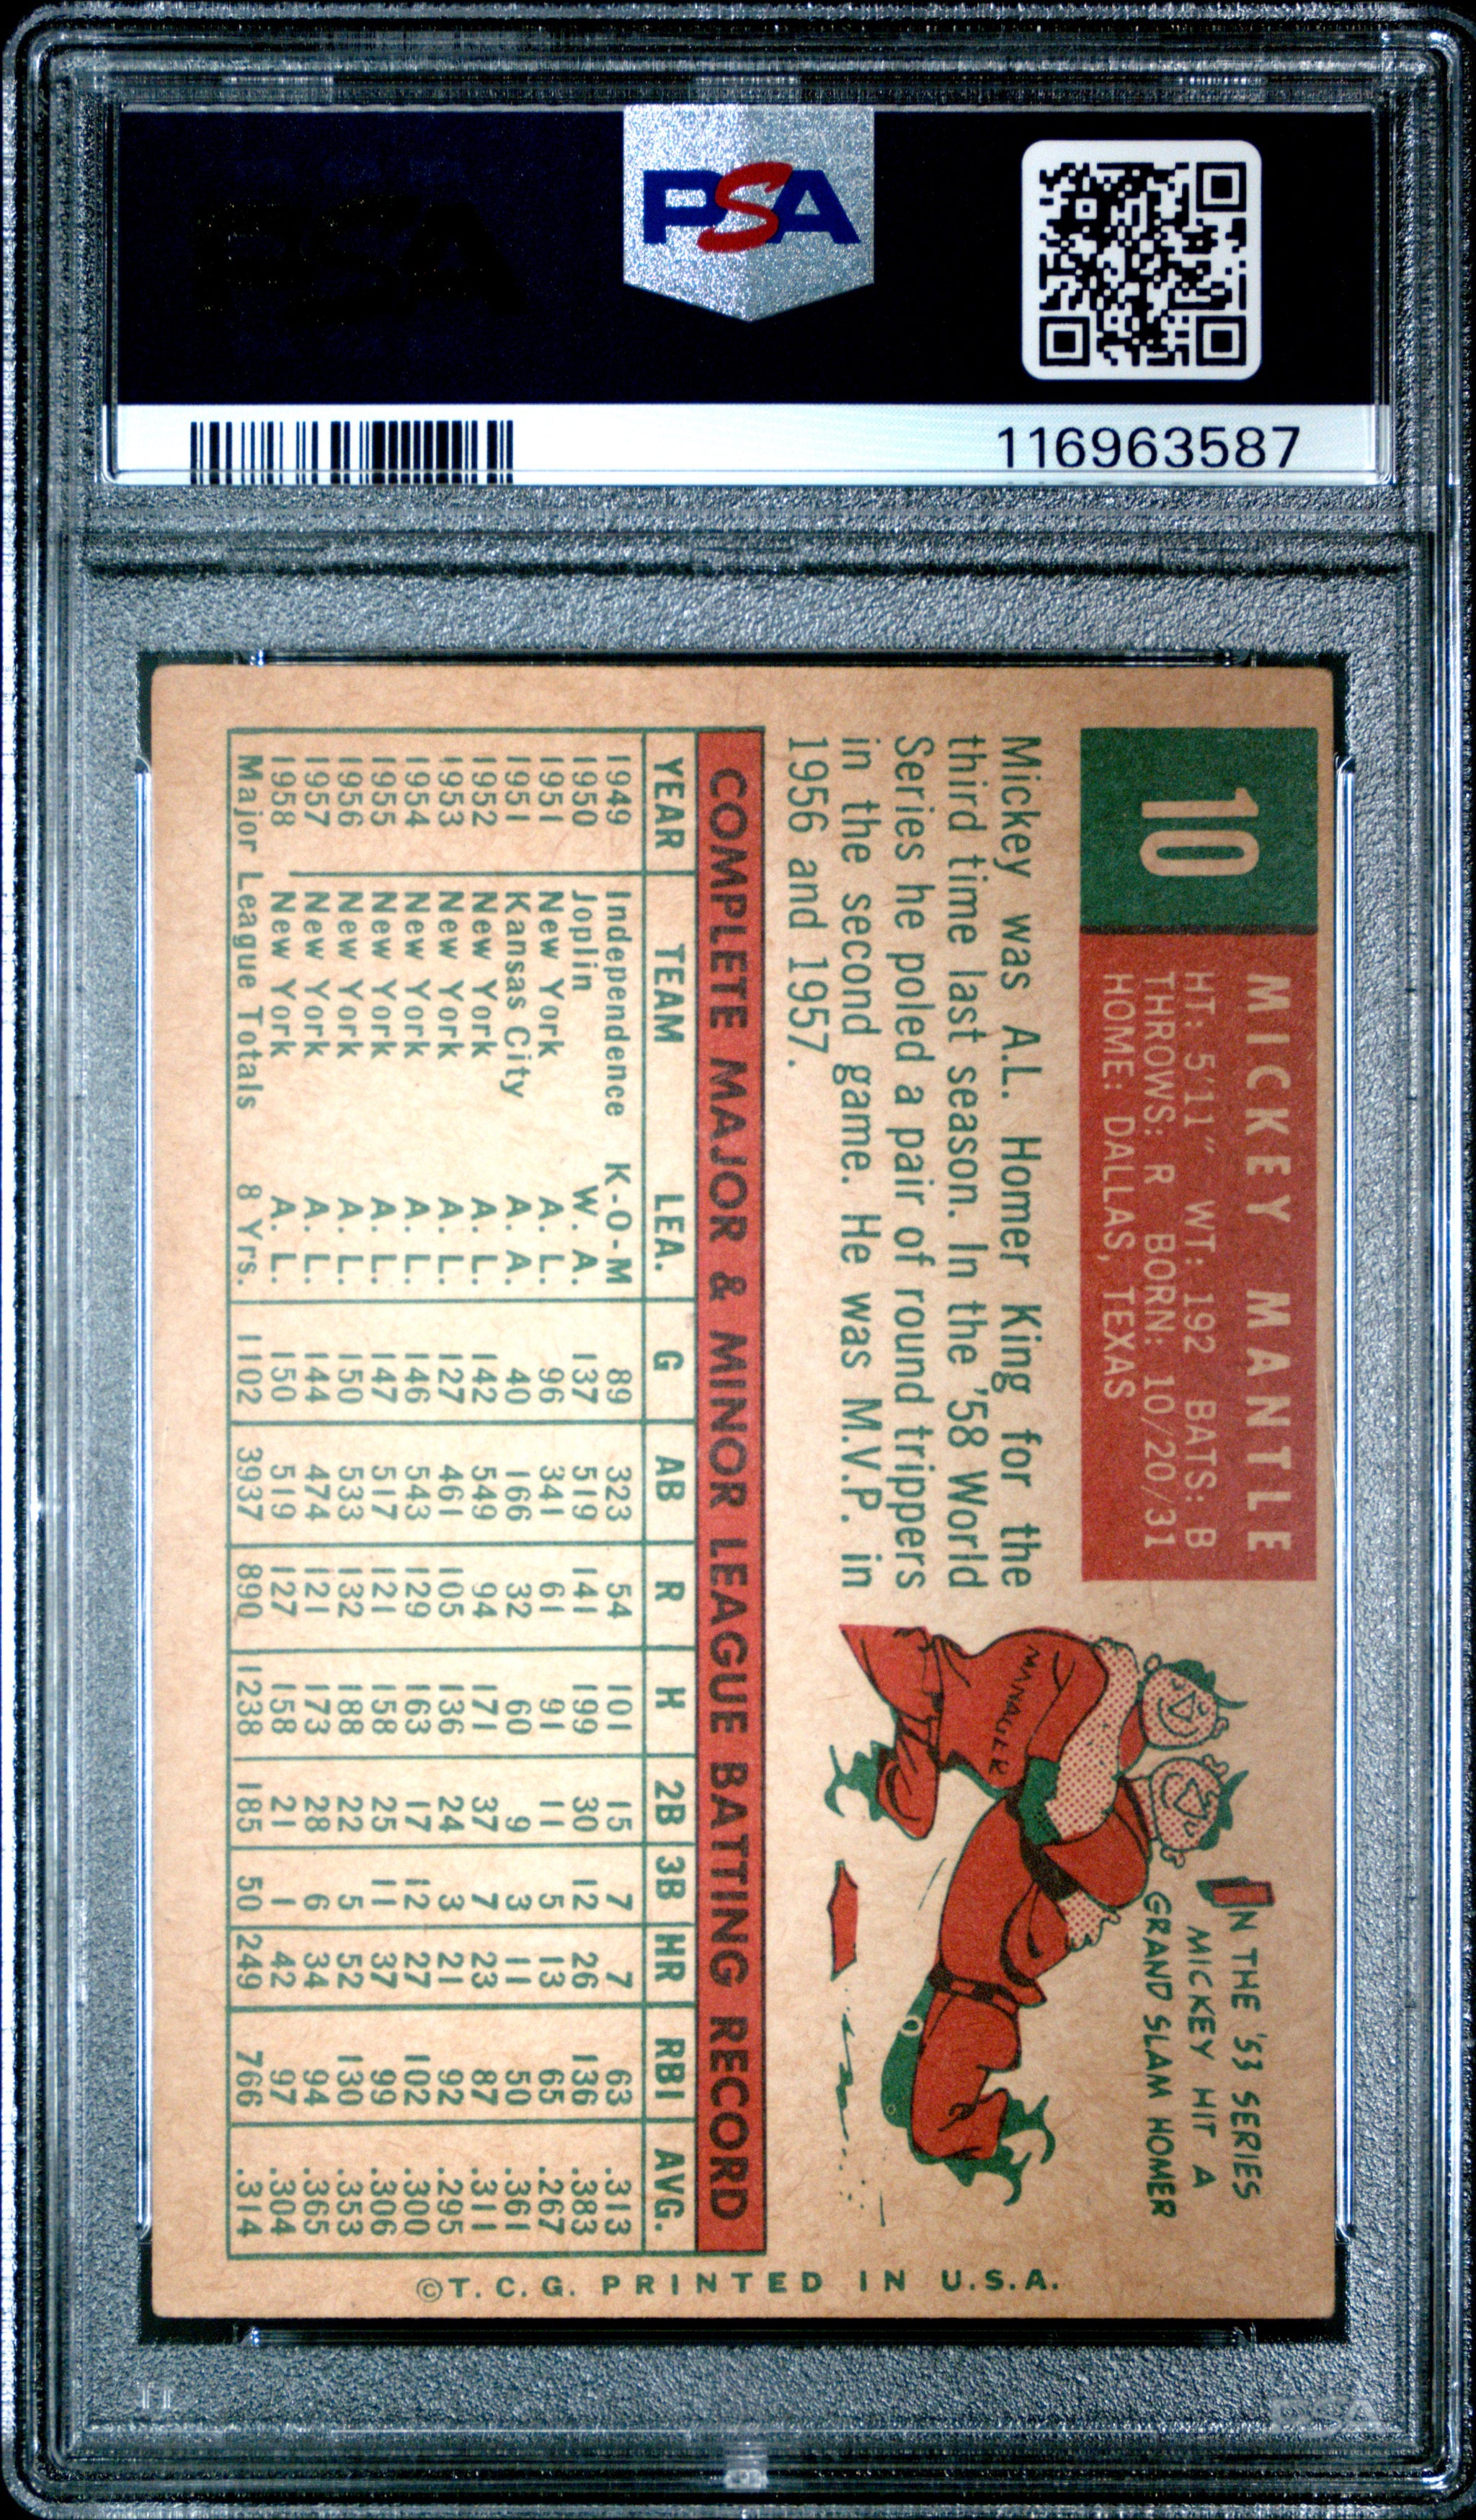 PSA
116963587
10
MICKEY MANTLE
HT: 5'11" WT: 192 BATS: B
THROWS: R BORN: 10/20/31
HOME: DALLAS, TEXAS
Mickey was A.L. Homer King for the
third time last season. In the '58 World
Series he poled a pair of round trippers
in the second game. He was M.V.P. in
1956 and 1957.
IN THE '53 SERIES
MICKEY HIT A
GRAND SLAM HOMER
MANAGER
COMPLETE MAJOR & MINOR LEAGUE BATTING RECORD
YEAR TEAM LEA. G AB R H 2B 3B HR RBI AVG.
1949 Independence K-O-M 89 323 54 101 15 7 7 63 .313
1950 Joplin W. A. 137 519 141 199 30 12 26 136 .383
1951 New York A. L. 96 341 61 91 11 5 13 65 .267
1951 Kansas City A. A. 40 166 32 60 9 3 11 50 .361
1952 New York A. L. 142 549 94 171 37 7 23 87 .311
1953 New York A. L. 127 461 105 136 24 3 21 92 .295
1954 New York A. L. 146 543 129 163 17 12 27 102 .300
1955 New York A. L. 147 517 121 158 25 11 37 99 .306
1956 New York A. L. 150 533 132 188 22 5 52 130 .353
1957 New York A. L. 144 474 121 173 28 6 34 94 .365
1958 New York A. L. 150 519 127 158 21 1 42 97 .304
Major League Totals 8 Yrs. 1102 3937 890 1238 185 50 249 766 .314
©T. C. G. PRINTED IN U.S.A.
PSA